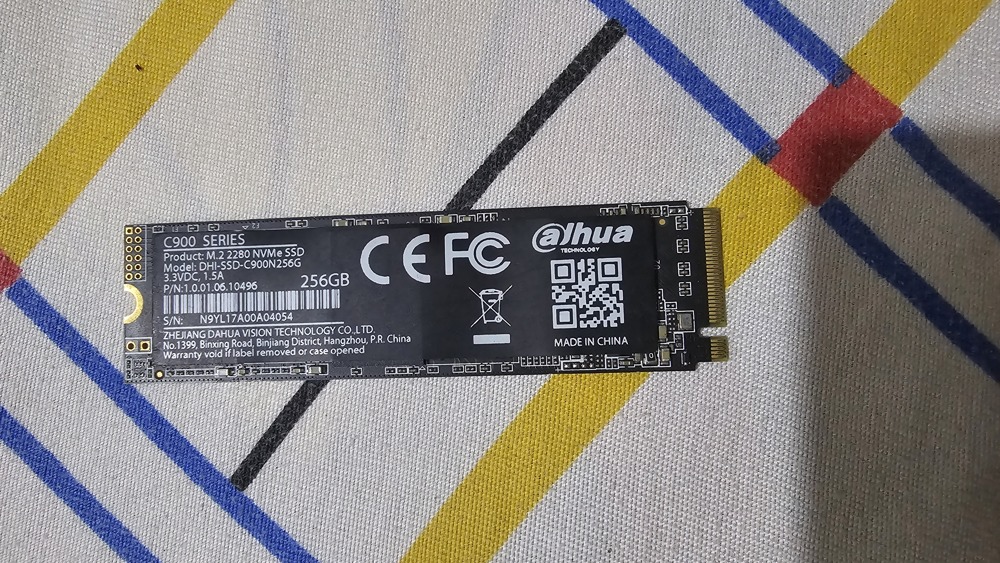 C900 SERIES
Product: M.2 2280 NVMe SSD
Model: DHI-SSD-C900N256G
3.3VDC, 1.5A
P/N:1.0.01.06.10496
256GB
S/N: N9YL17A00A04054
ZHEJIANG DAHUA VISION TECHNOLOGY CO.,LTD.
No.1399, Binxing Road, Binjiang District, Hangzhou, P.R. China
Warranty void if label removed or case opened
CE FC
alhua
TECHNOLOGY
MADE IN CHINA